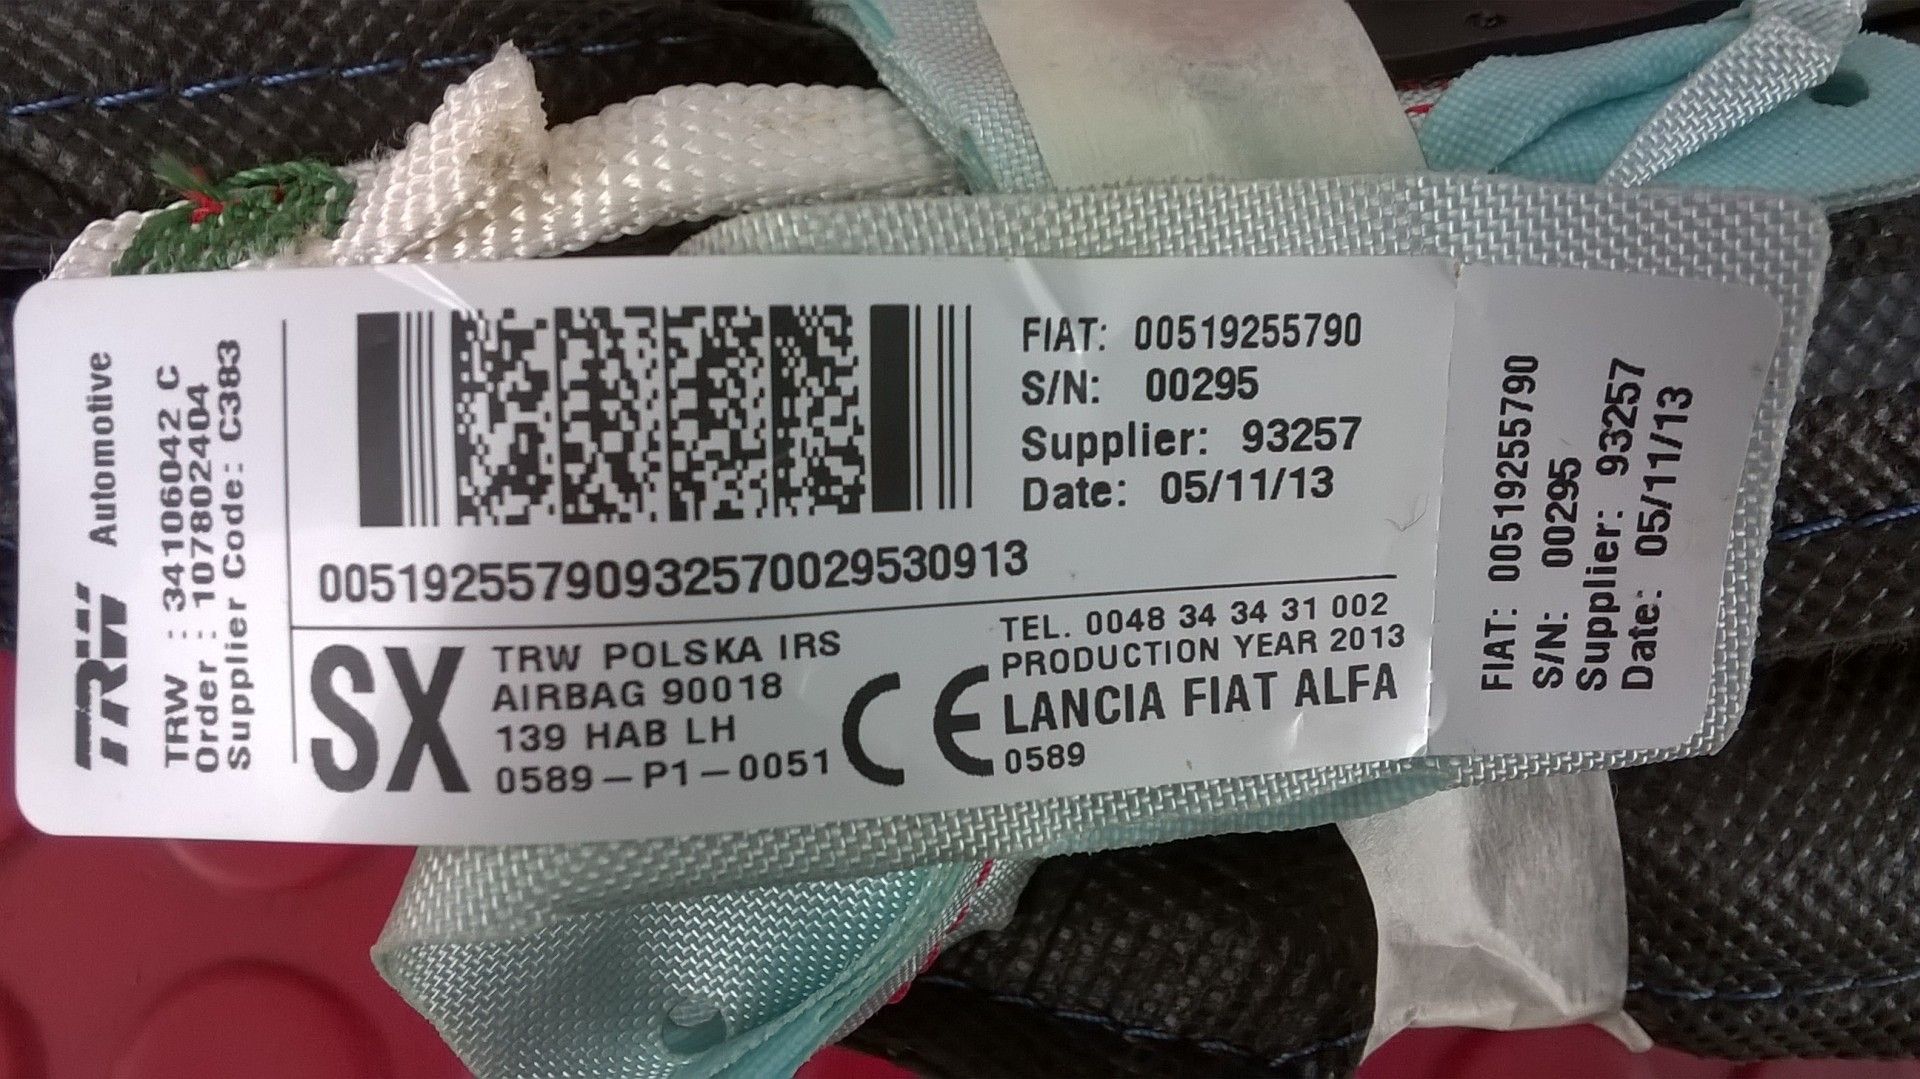 TRW Automotive
TRW : 34106042 C
Order : 107802404
Supplier Code: C383
FIAT: 00519255790
S/N: 00295
Supplier: 93257
Date: 05/11/13
00519255790932570029530913
SX
TRW POLSKA IRS
AIRBAG 90018
139 HAB LH
0589-P1-0051
CE
TEL. 0048 34 34 31 002
PRODUCTION YEAR 2013
LANCIA FIAT ALFA
0589
FIAT: 00519255790
S/N: 00295
Supplier: 93257
Date: 05/11/13